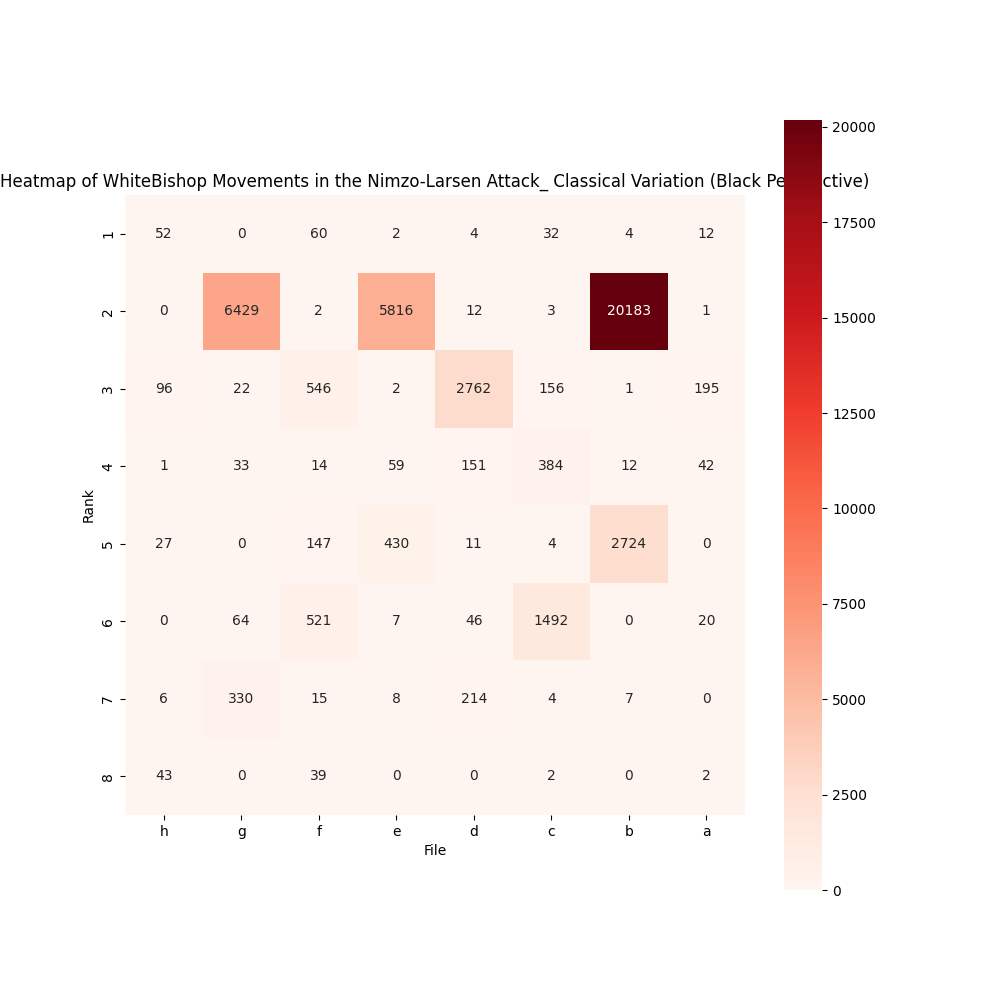 Heatmap of WhiteBishop Movements in the Nimzo-Larsen Attack_ Classical Variation (Black Perspective)
1 52 0 60 2 4 32 4 12
2 0 6429 2 5816 12 3 20183 1
3 96 22 546 2 2762 156 1 195
4 1 33 14 59 151 384 12 42
Rank
5 27 0 147 430 11 4 2724 0
6 0 64 521 7 46 1492 0 20
7 6 330 15 8 214 4 7 0
8 43 0 39 0 0 2 0 2
h g f e d c b a
File
20000
17500
15000
12500
10000
7500
5000
2500
0